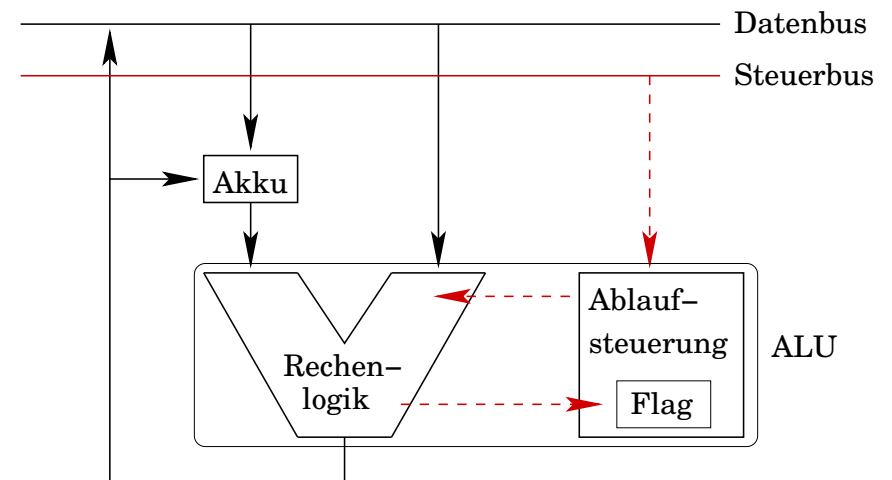 Datenbus
Steuerbus
Akku
Ablauf–
steuerung
ALU
Rechen–
logik
Flag